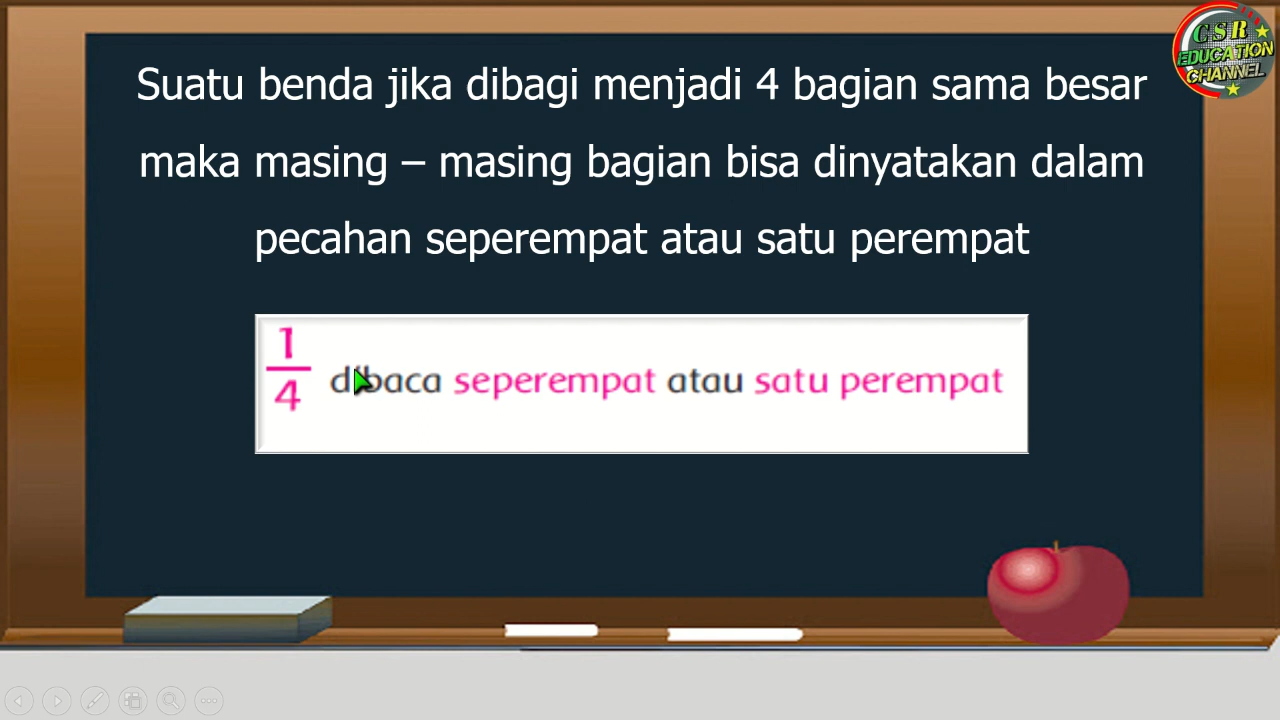 Suatu benda jika dibagi menjadi 4 bagian sama besar
maka masing – masing bagian bisa dinyatakan dalam
pecahan seperempat atau satu perempat
1
4
dibaca seperempat atau satu perempat
CSR
EDUCATION
CHANNEL